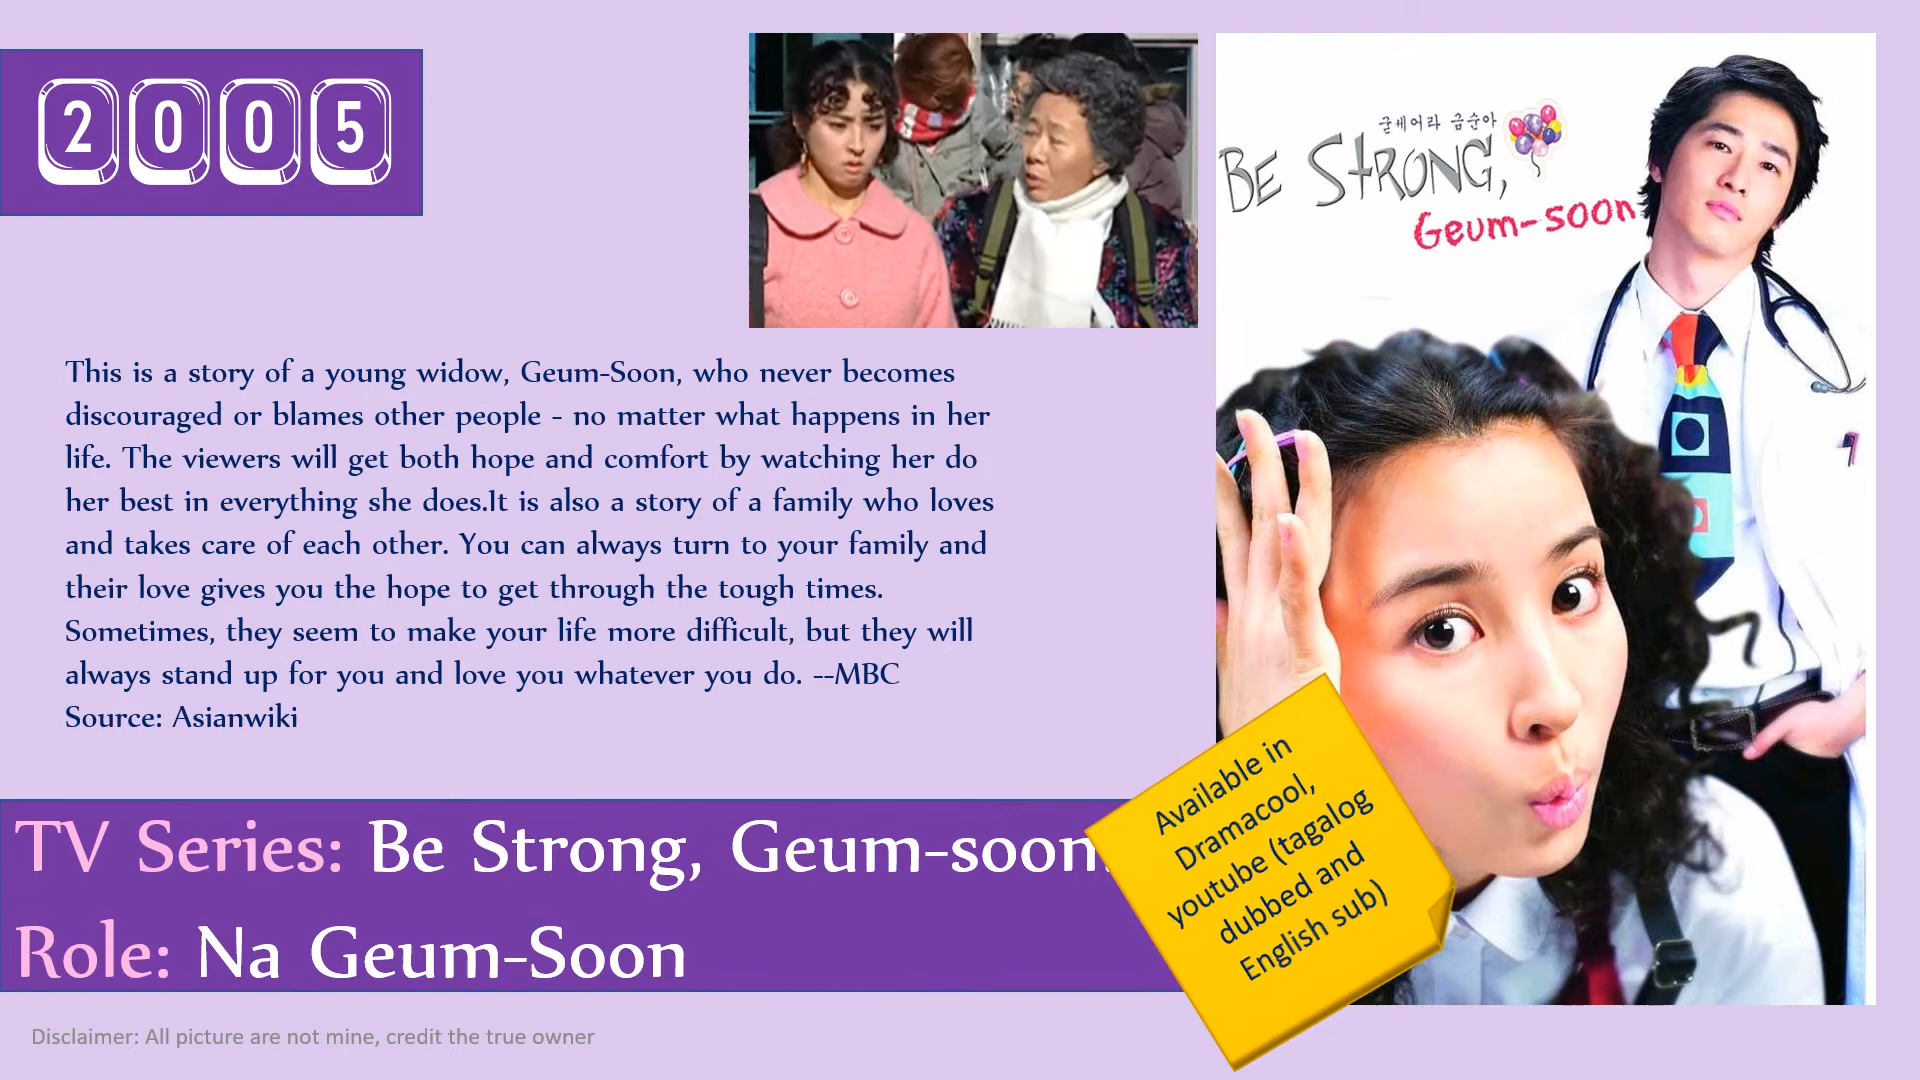 2005
굳세어라 금순아
BE STRONG,
Geum-soon
This is a story of a young widow, Geum-Soon, who never becomes
discouraged or blames other people - no matter what happens in her
life. The viewers will get both hope and comfort by watching her do
her best in everything she does.It is also a story of a family who loves
and takes care of each other. You can always turn to your family and
their love gives you the hope to get through the tough times.
Sometimes, they seem to make your life more difficult, but they will
always stand up for you and love you whatever you do. --MBC
Source: Asianwiki
TV Series: Be Strong, Geum-soon
Role: Na Geum-Soon
Available in
Dramacool,
youtube (tagalog
dubbed and
English sub)
Disclaimer: All picture are not mine, credit the true owner